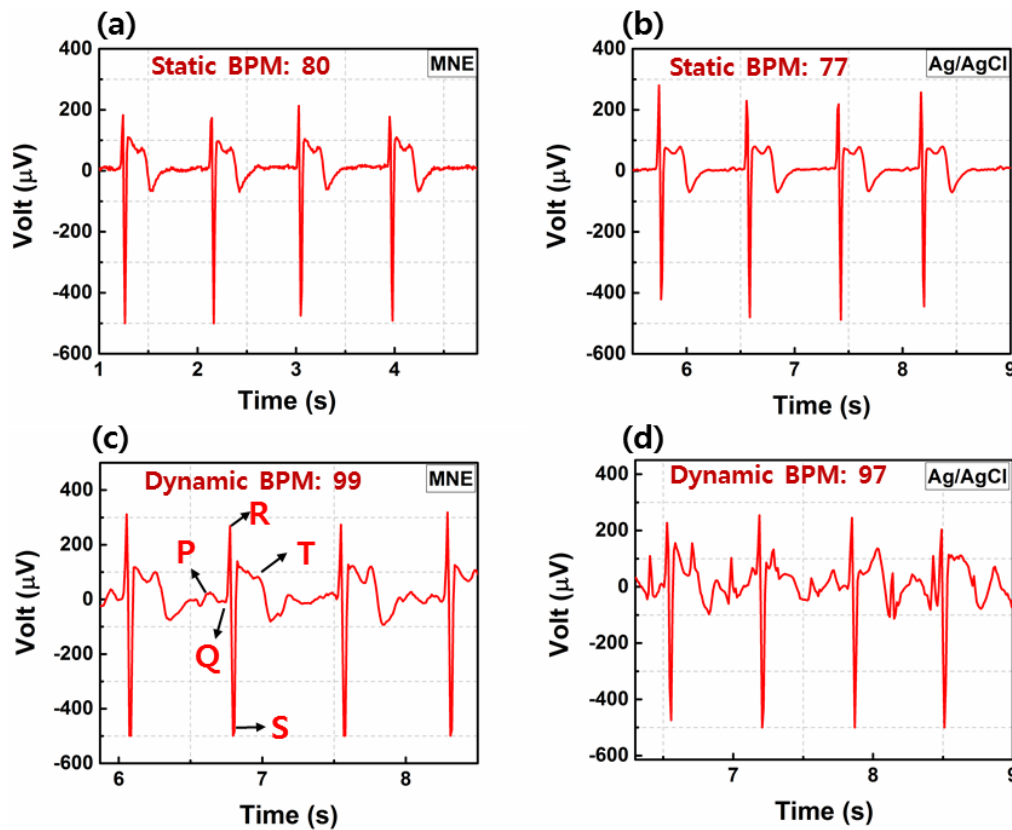 (a)
Static BPM: 80
MNE
400
200
0
-200
-400
-600
Volt (μV)
1
2
3
4
Time (s)
(b)
Static BPM: 77
Ag/AgCl
400
200
0
-200
-400
-600
Volt (μV)
6
7
8
9
Time (s)
(c)
Dynamic BPM: 99
MNE
R
P
T
Q
S
400
200
0
-200
-400
-600
Volt (μV)
6
7
8
Time (s)
(d)
Dynamic BPM: 97
Ag/AgCl
400
200
0
-200
-400
-600
Volt (μV)
7
8
9
Time (s)